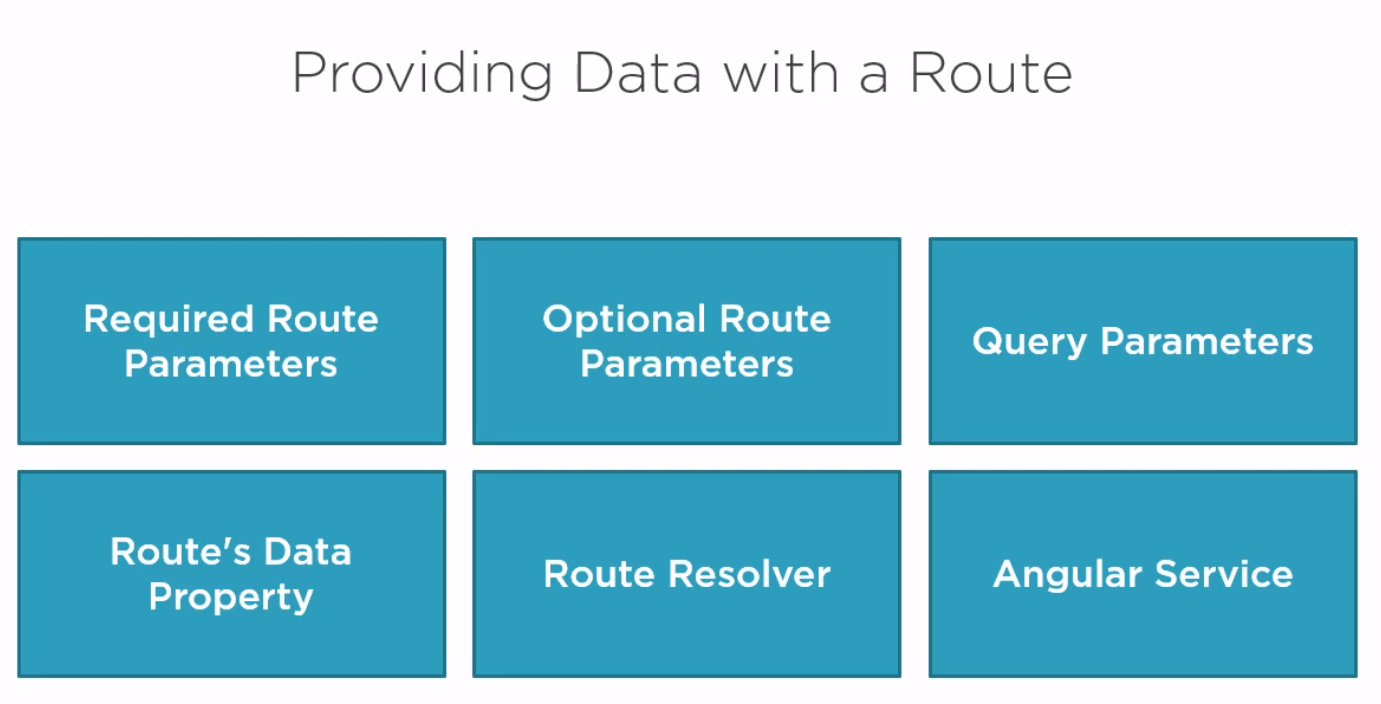 Providing Data with a Route
Required Route
Parameters
Optional Route
Parameters
Query Parameters
Route's Data
Property
Route Resolver
Angular Service